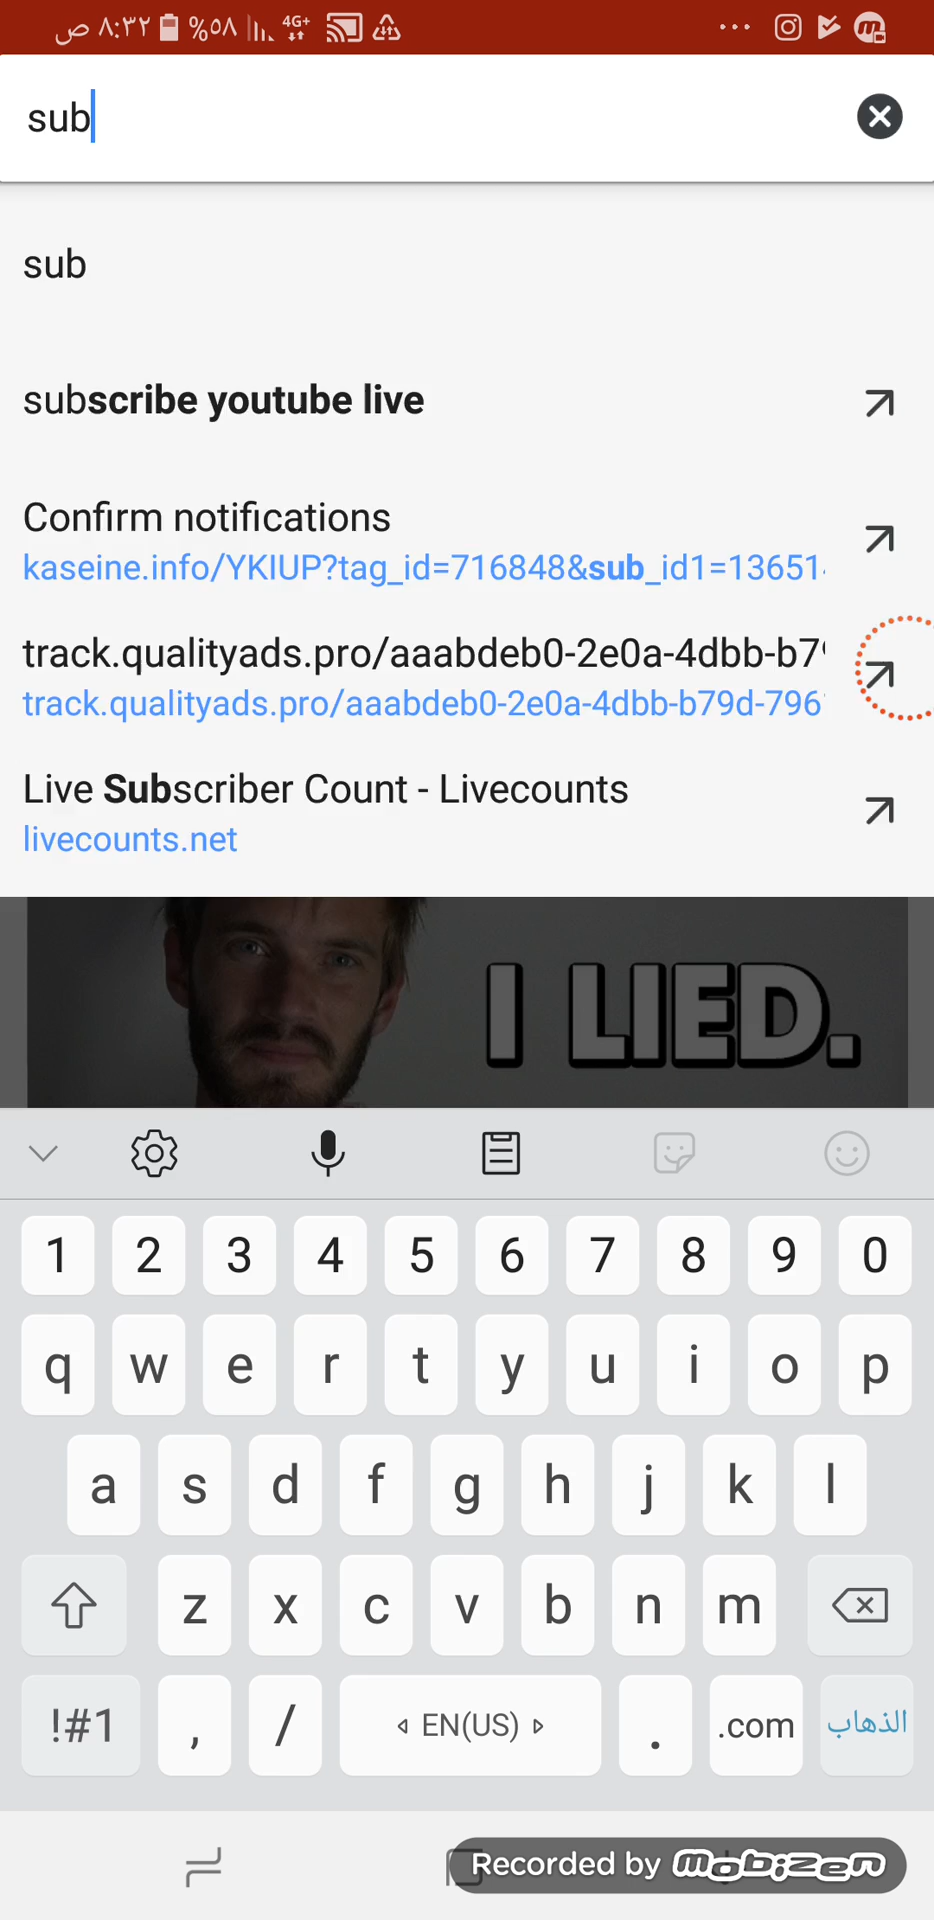 ص ٨:٣٢ %٥٨ 4G+
sub
sub
subscribe youtube live
Confirm notifications
kaseine.info/YKIUP?tag_id=716848&sub_id1=13651
track.qualityads.pro/aaabdeb0-2e0a-4dbb-b79
track.qualityads.pro/aaabdeb0-2e0a-4dbb-b79d-796
Live Subscriber Count - Livecounts
livecounts.net
I LIED.
1 2 3 4 5 6 7 8 9 0
q w e r t y u i o p
a s d f g h j k l
z x c v b n m
!#1 , / EN(US) . .com الذهاب
Recorded by mobizen